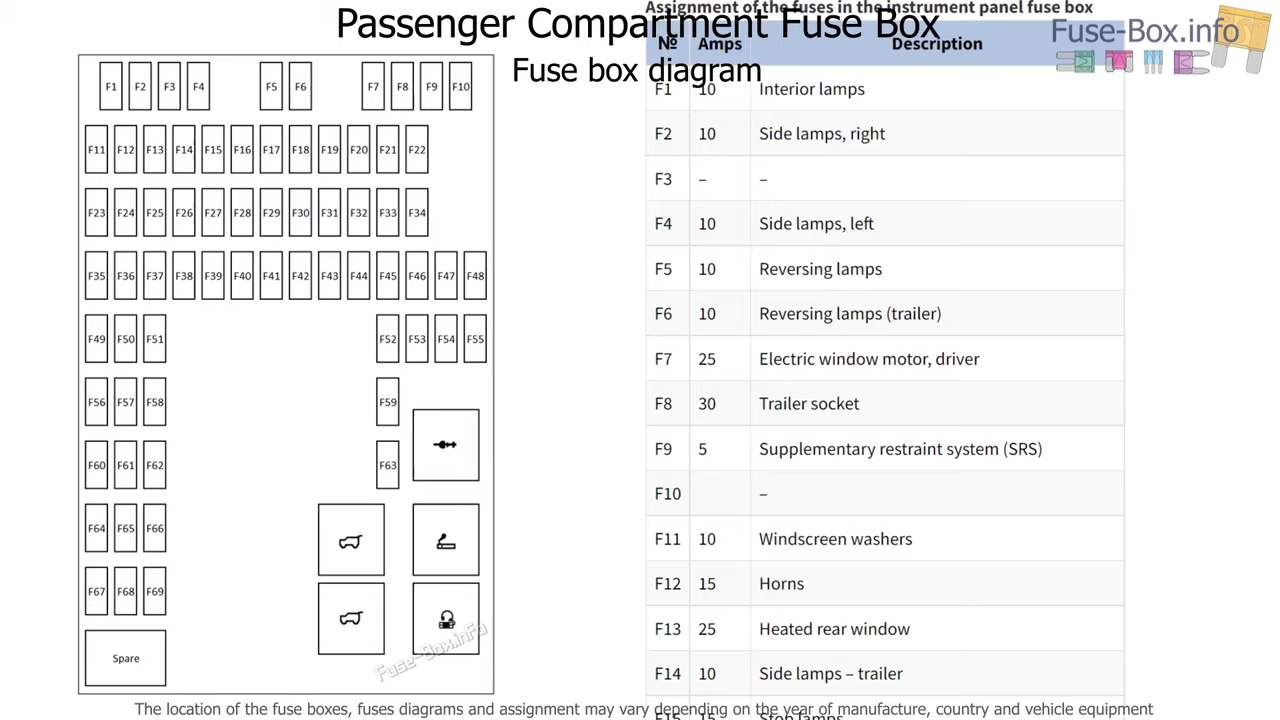 Assignment of the fuses in the instrument panel fuse box
Passenger Compartment Fuse Box
Fuse box diagram
Fuse-Box.info
№ Amps Description
F1 10 Interior lamps
F2 10 Side lamps, right
F3 – –
F4 10 Side lamps, left
F5 10 Reversing lamps
F6 10 Reversing lamps (trailer)
F7 25 Electric window motor, driver
F8 30 Trailer socket
F9 5 Supplementary restraint system (SRS)
F10 –
F11 10 Windscreen washers
F12 15 Horns
F13 25 Heated rear window
F14 10 Side lamps – trailer
F15 15 Stop lamps
F1 F2 F3 F4 F5 F6 F7 F8 F9 F10
F11 F12 F13 F14 F15 F16 F17 F18 F19 F20 F21 F22
F23 F24 F25 F26 F27 F28 F29 F30 F31 F32 F33 F34
F35 F36 F37 F38 F39 F40 F41 F42 F43 F44 F45 F46 F47 F48
F49 F50 F51 F52 F53 F54 F55
F56 F57 F58 F59
F60 F61 F62 F63
F64 F65 F66
F67 F68 F69
Spare
Fuse-Box.inFo
The location of the fuse boxes, fuses diagrams and assignment may vary depending on the year of manufacture, country and vehicle equipment